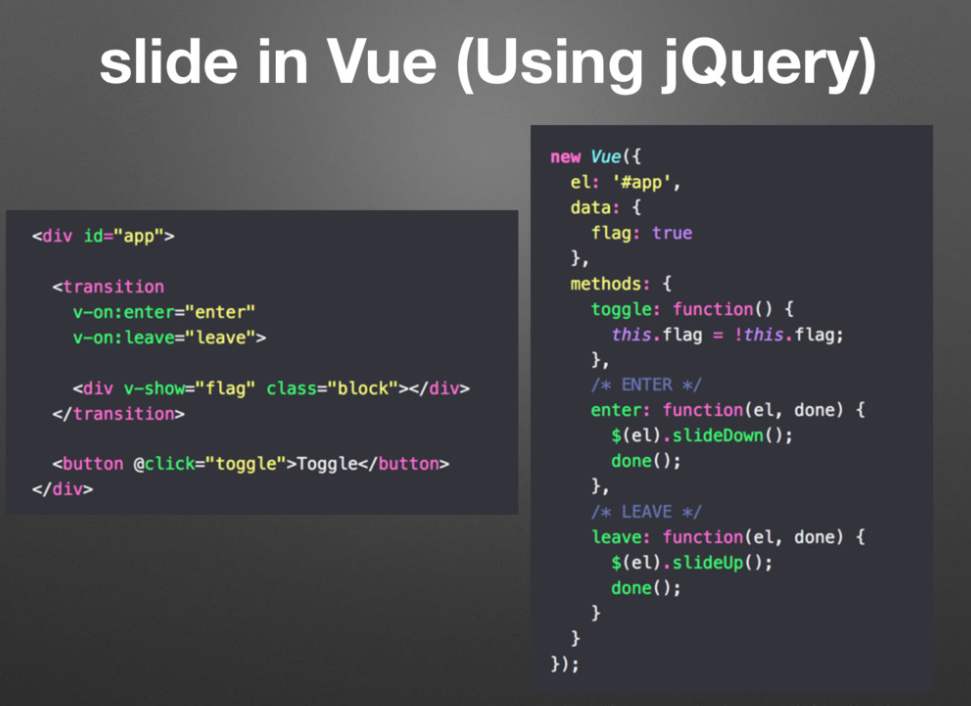 slide in Vue (Using jQuery)
<div id="app">
<transition
v-on:enter="enter"
v-on:leave="leave">
<div v-show="flag" class="block"></div>
</transition>
<button @click="toggle">Toggle</button>
</div>
new Vue({
el: '#app',
data: {
flag: true
},
methods: {
toggle: function() {
this.flag = !this.flag;
},
/* ENTER */
enter: function(el, done) {
$(el).slideDown();
done();
},
/* LEAVE */
leave: function(el, done) {
$(el).slideUp();
done();
}
}
});